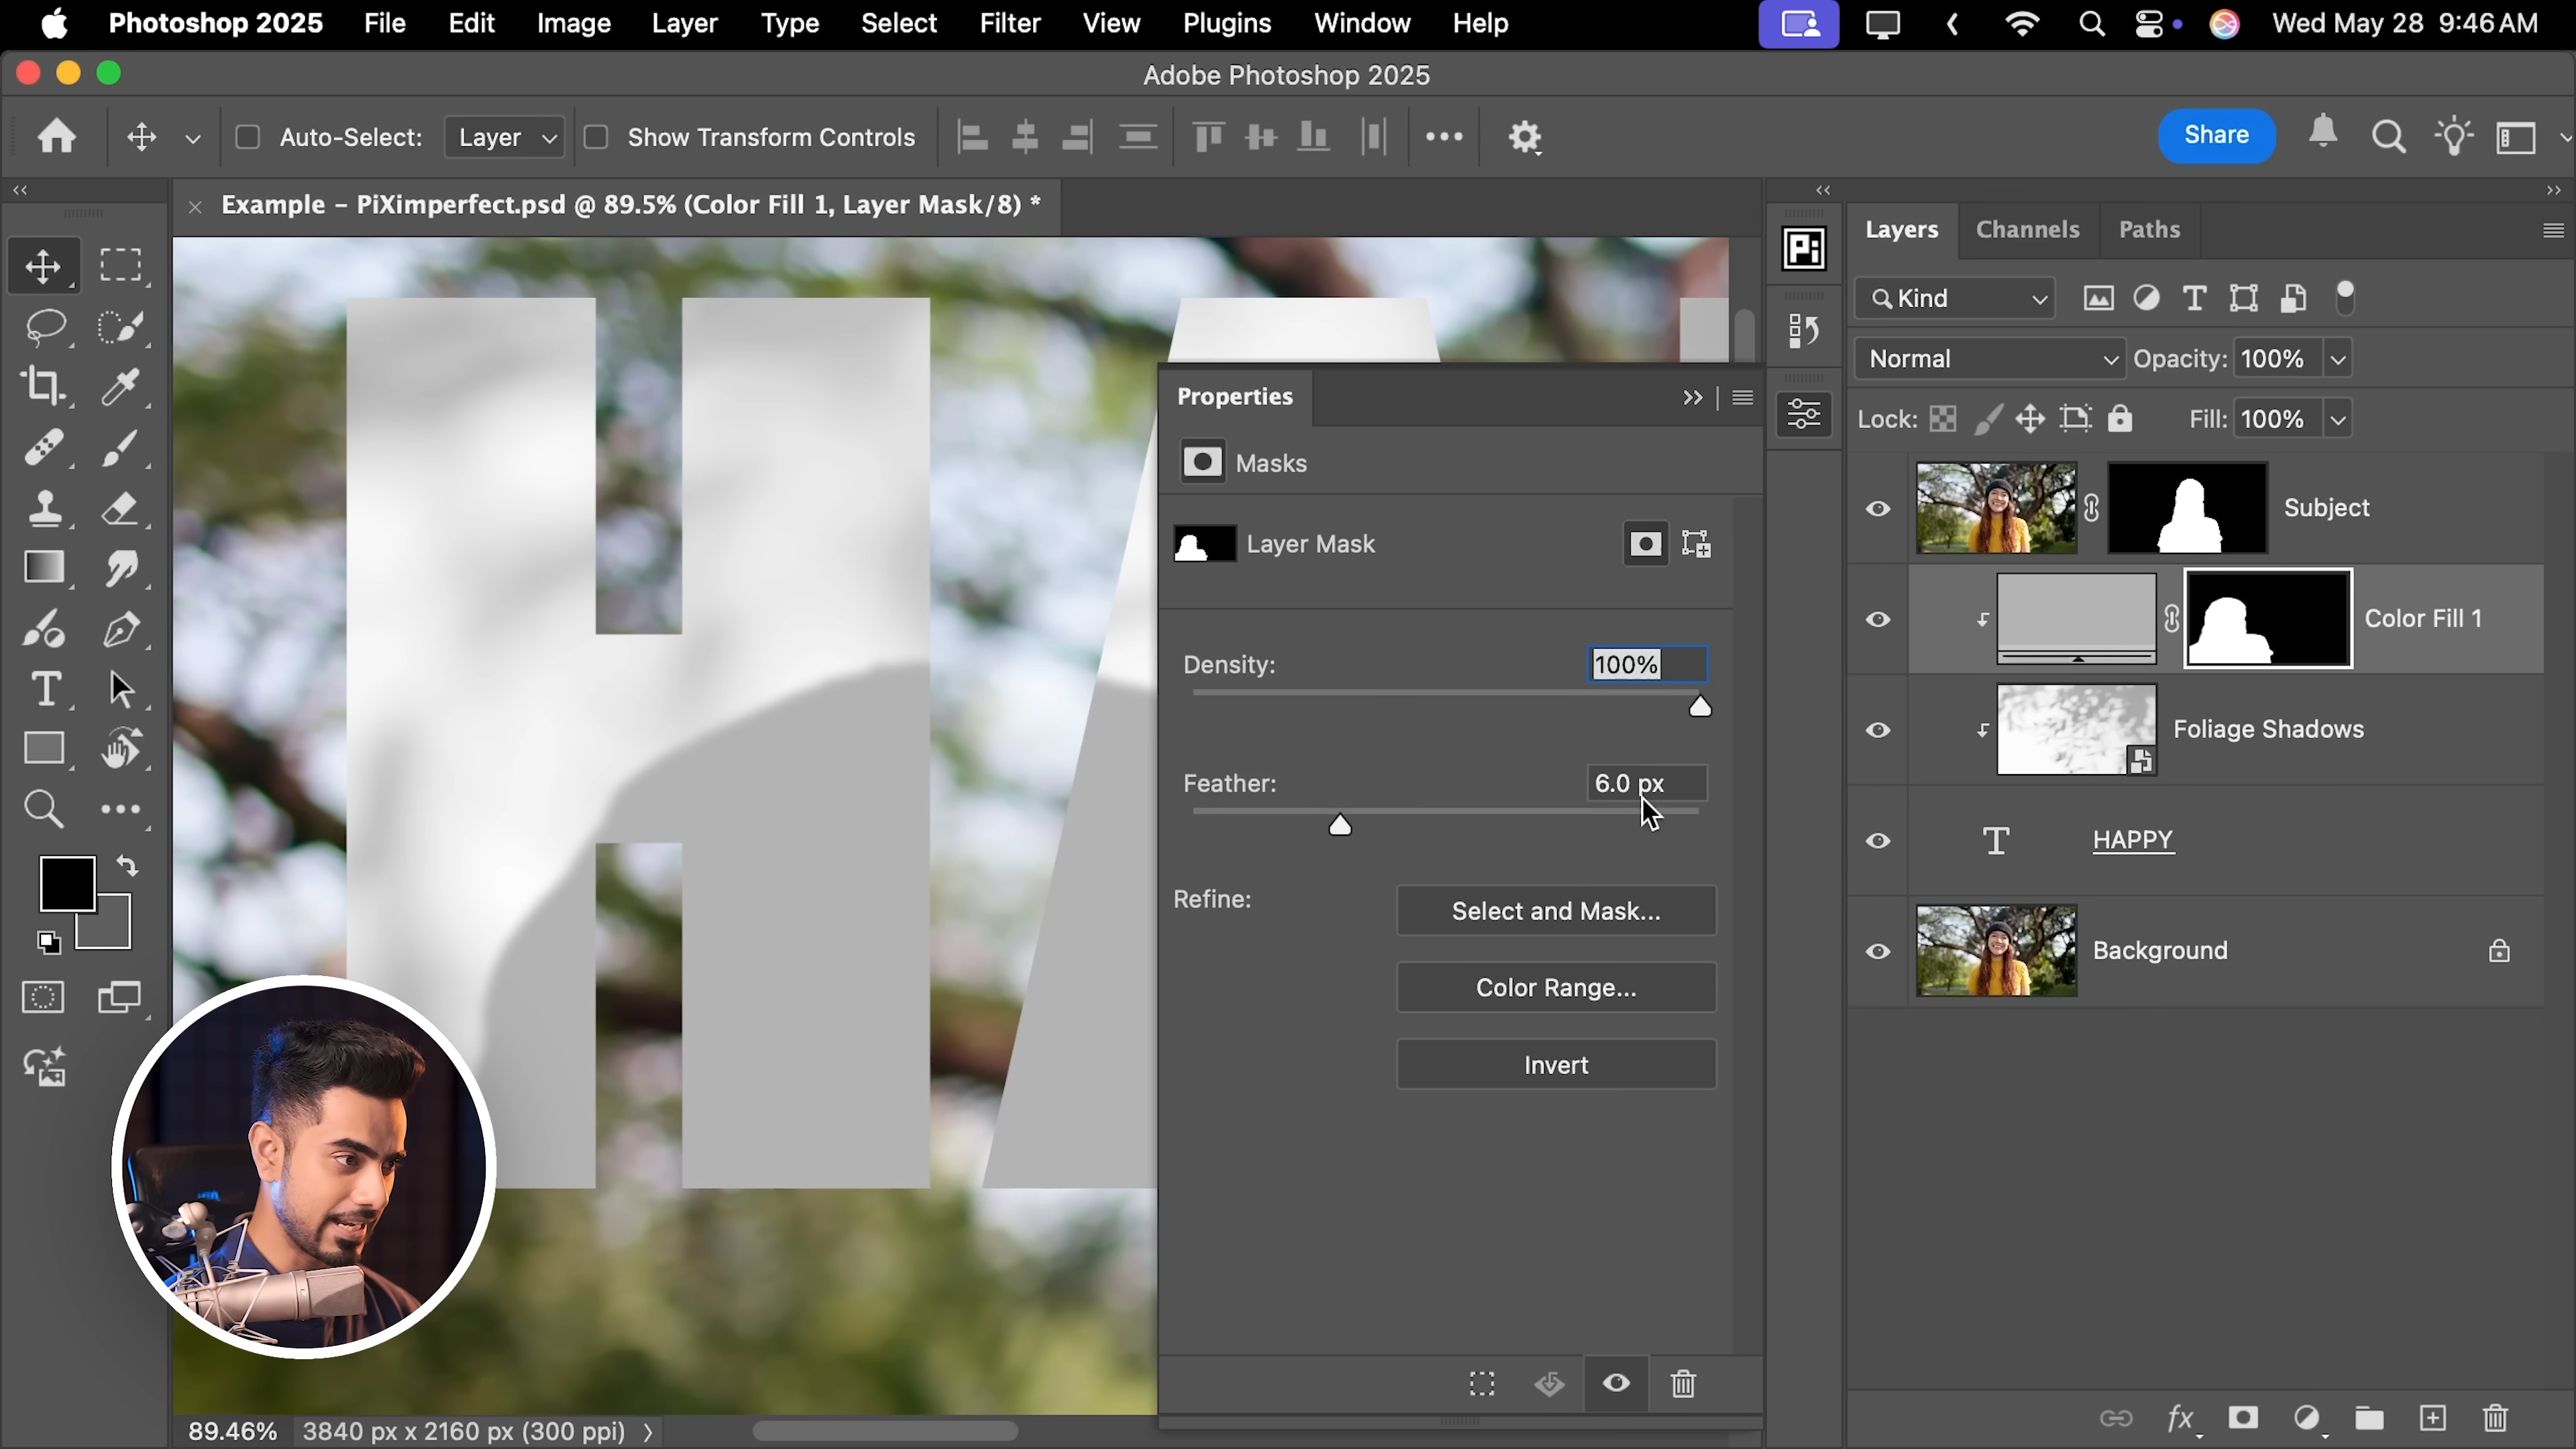 Photoshop 2025 File Edit Image Layer Type Select Filter View Plugins Window Help Wed May 28 9:46 AM
Adobe Photoshop 2025
Auto-Select: Layer Show Transform Controls Share
Example - PiXimperfect.psd @ 89.5% (Color Fill 1, Layer Mask/8) *
Pi
Layers Channels Paths
Kind
Normal Opacity: 100%
Lock: Fill: 100%
Subject
Color Fill 1
Foliage Shadows
HAPPY
Background
Properties
Masks
Layer Mask
Density: 100%
Feather: 6.0 px
Refine: Select and Mask...
Color Range...
Invert
H
89.46% 3840 px x 2160 px (300 ppi)
fx